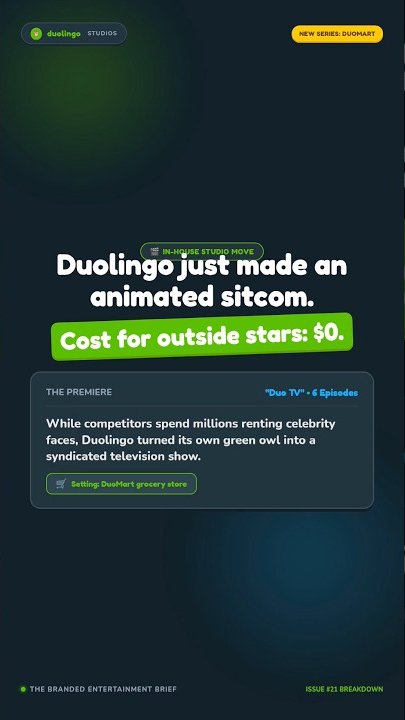 duolingo STUDIOS
NEW SERIES: DUOMART
IN-HOUSE STUDIO MOVE
Duolingo just made an
animated sitcom.
Cost for outside stars: $0.
THE PREMIERE
"Duo TV" • 6 Episodes
While competitors spend millions renting celebrity
faces, Duolingo turned its own green owl into a
syndicated television show.
Setting: DuoMart grocery store
THE BRANDED ENTERTAINMENT BRIEF
ISSUE #21 BREAKDOWN